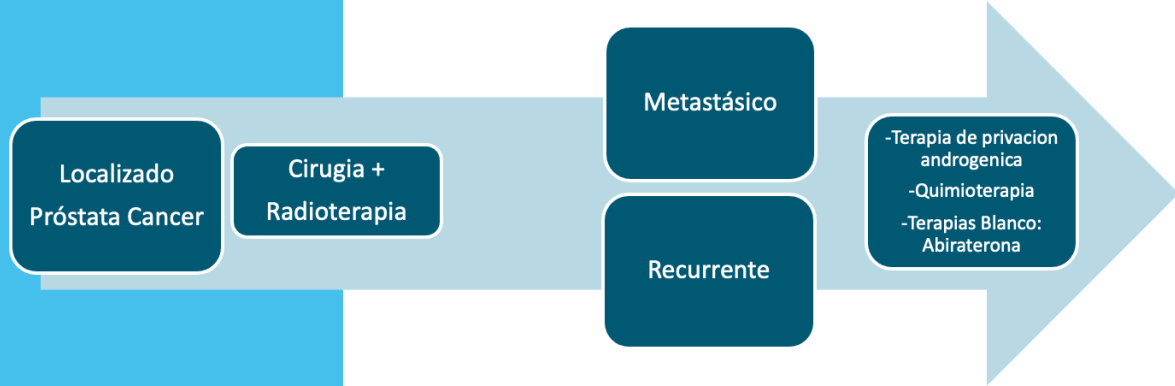 Localizado
Próstata Cancer
Cirugia +
Radioterapia
Metastásico
Recurrente
-Terapia de privacion
androgenica
-Quimioterapia
-Terapias Blanco:
Abiraterona